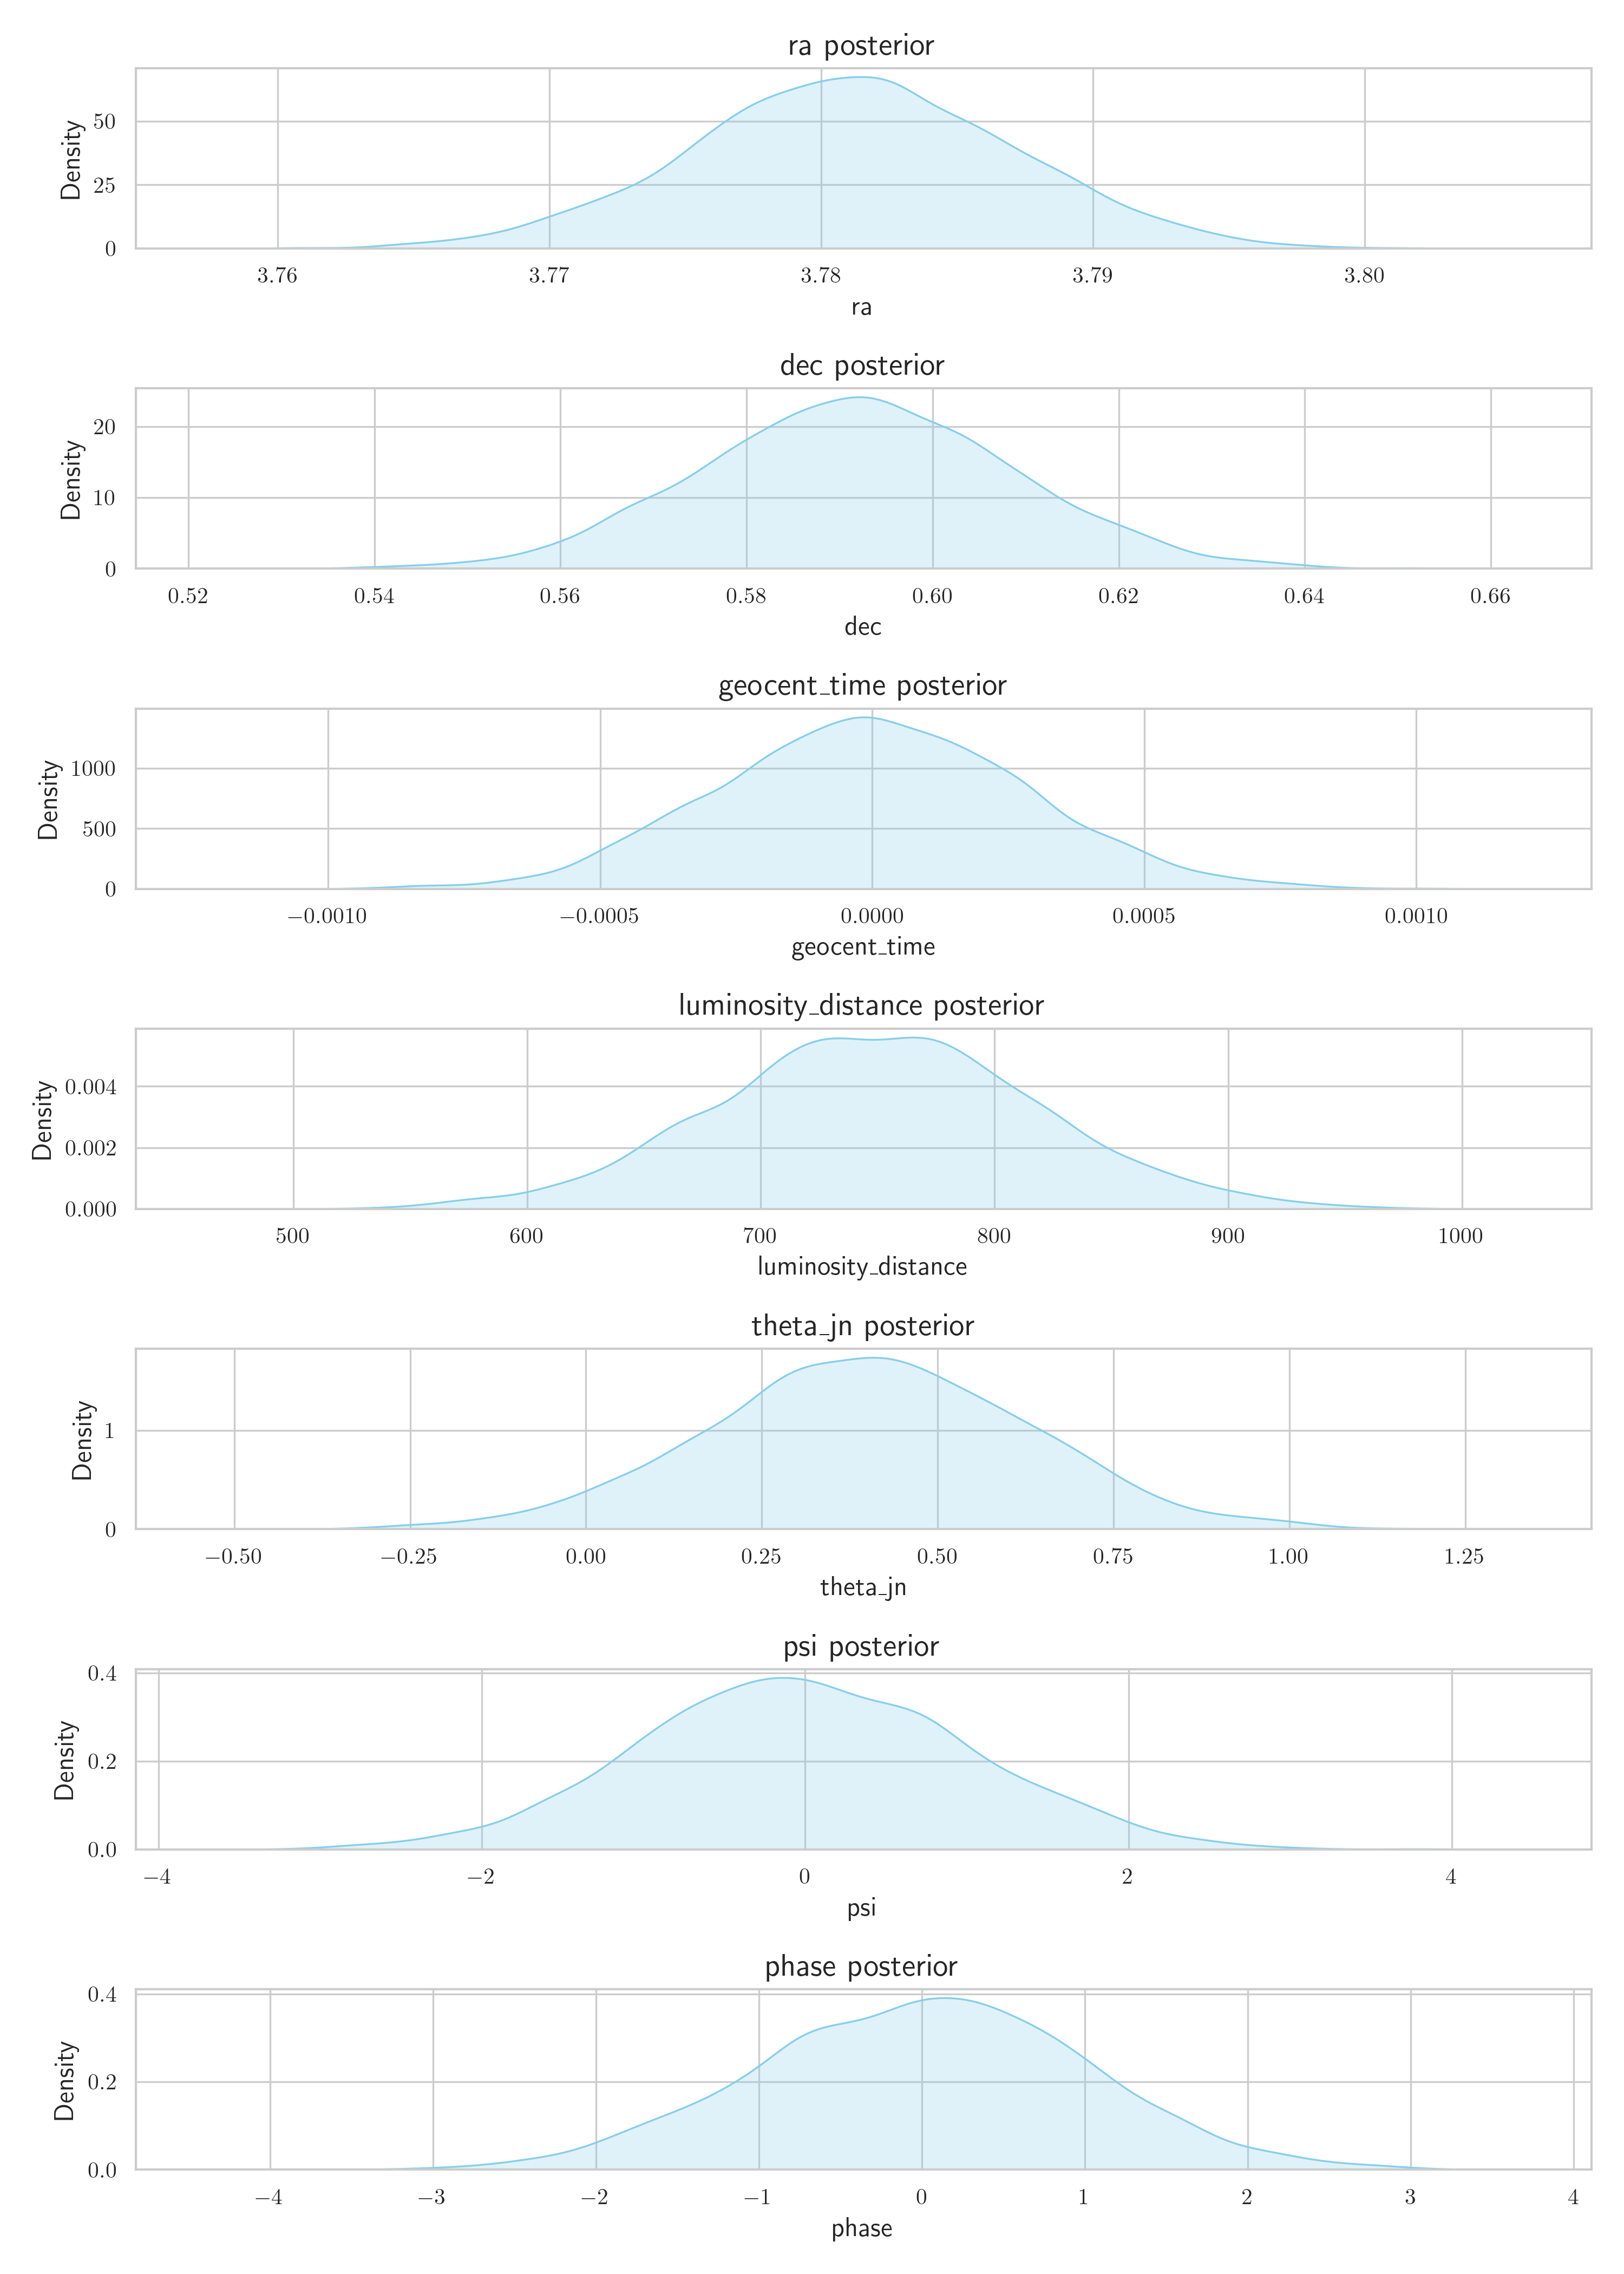 ra posterior
Density
50
25
0
3.76 3.77 3.78 3.79 3.80
ra
dec posterior
Density
20
10
0
0.52 0.54 0.56 0.58 0.60 0.62 0.64 0.66
dec
geocent_time posterior
Density
1000
500
0
−0.0010 −0.0005 0.0000 0.0005 0.0010
geocent_time
luminosity_distance posterior
Density
0.004
0.002
0.000
500 600 700 800 900 1000
luminosity_distance
theta_jn posterior
Density
1
0
−0.50 −0.25 0.00 0.25 0.50 0.75 1.00 1.25
theta_jn
psi posterior
Density
0.4
0.2
0.0
−4 −2 0 2 4
psi
phase posterior
Density
0.4
0.2
0.0
−4 −3 −2 −1 0 1 2 3 4
phase